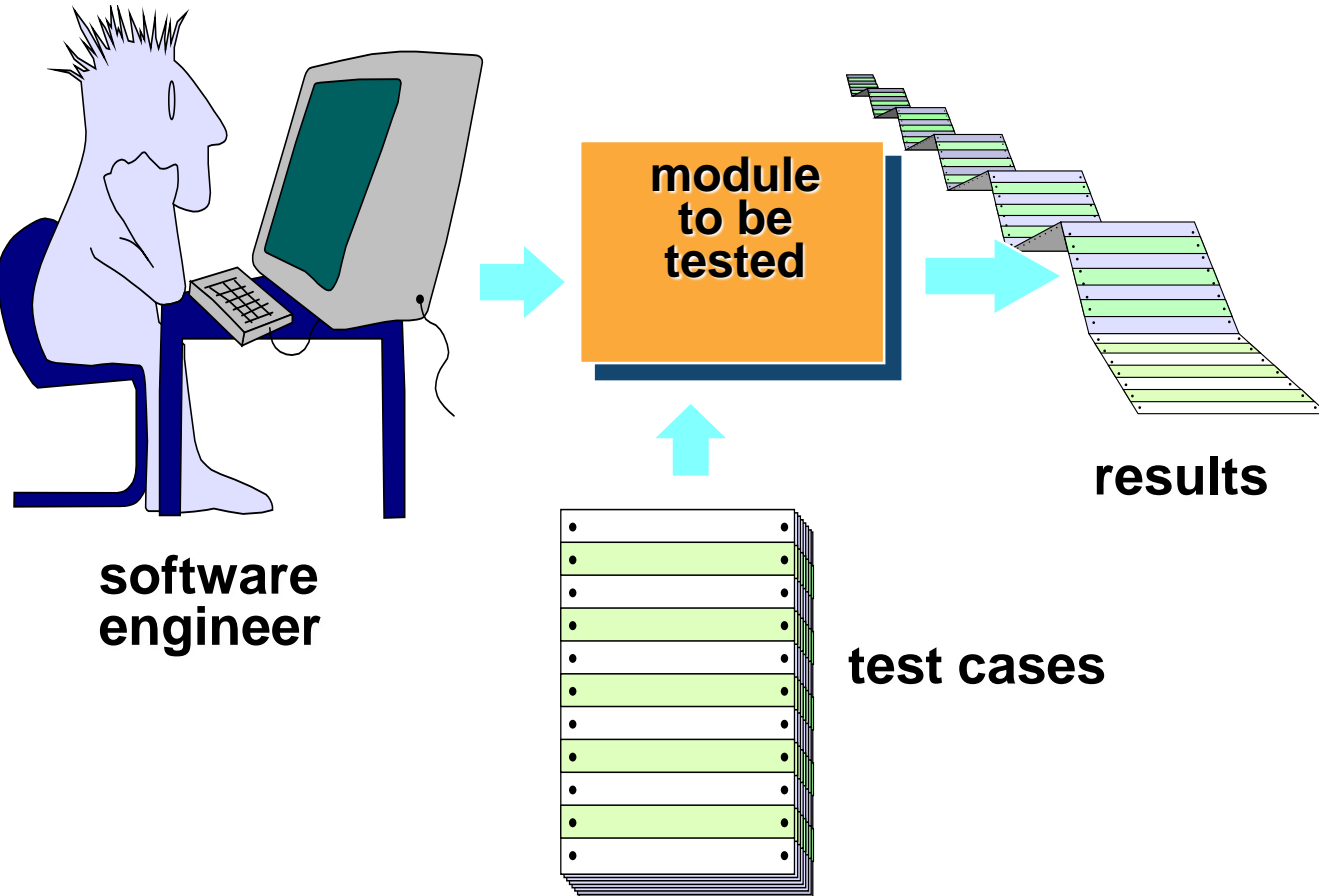 module
to be
tested
results
software
engineer
test cases